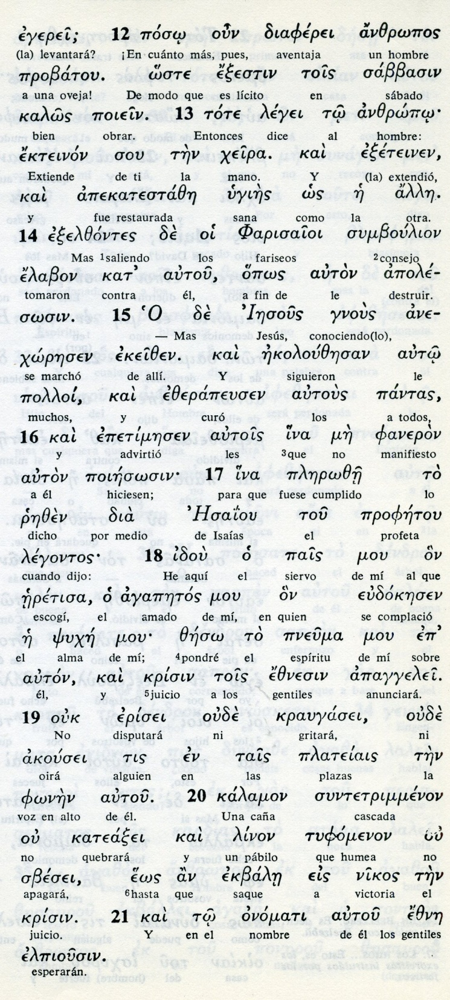 ἐγερεῖ; 12 πόσῳ οὖν διαφέρει ἄνθρωπος
(la) levantará? ¡En cuánto más, pues, aventaja un hombre
προβάτου. ὥστε ἔξεστιν τοῖς σάββασιν
a una oveja! De modo que es lícito en sábado
καλῶς ποιεῖν. 13 τότε λέγει τῷ ἀνθρώπῳ·
bien obrar. Entonces dice al hombre:
ἔκτεινόν σου τὴν χεῖρα. καὶ ἐξέτεινεν,
Extiende de ti la mano. Y (la) extendió,
καὶ ἀπεκατεστάθη ὑγιὴς ὡς ἡ ἄλλη.
y fue restaurada sana como la otra.
14 ἐξελθόντες δὲ οἱ Φαρισαῖοι συμβούλιον
Mas 1saliendo los fariseos 2consejo
ἔλαβον κατ’ αὐτοῦ, ὅπως αὐτὸν ἀπολέ-
tomaron contra él, a fin de le destruir.
σωσιν. 15 Ὁ δὲ Ἰησοῦς γνοὺς ἀνε-
— Mas Jesús, conociendo(lo),
χώρησεν ἐκεῖθεν. καὶ ἠκολούθησαν αὐτῷ
se marchó de allí. Y siguieron le
πολλοί, καὶ ἐθεράπευσεν αὐτοὺς πάντας,
muchos, y curó los a todos,
16 καὶ ἐπετίμησεν αὐτοῖς ἵνα μὴ φανερὸν
y advirtió les 3que no manifiesto
αὐτὸν ποιήσωσιν· 17 ἵνα πληρωθῇ τὸ
a él hiciesen; para que fuese cumplido lo
ῥηθὲν διὰ Ἠσαΐου τοῦ προφήτου
dicho por medio de Isaías el profeta
λέγοντος· 18 ἰδοὺ ὁ παῖς μου ὃν
cuando dijo: He aquí el siervo, de mí al que
ᾑρέτισα, ὁ ἀγαπητός μου ὃν εὐδόκησεν
escogí, el amado de mí, en quien se complació
ἡ ψυχή μου· θήσω τὸ πνεῦμα μου ἐπ’
el alma de mí; 4pondré el espíritu de mí sobre
αὐτόν, καὶ κρίσιν τοῖς ἔθνεσιν ἀπαγγελεῖ.
él, y 5juicio a los gentiles anunciará.
19 οὐκ ἐρίσει οὐδὲ κραυγάσει, οὐδὲ
No disputará ni gritará, ni
ἀκούσει τις ἐν ταῖς πλατείαις τὴν
oirá alguien en las plazas la
φωνὴν αὐτοῦ. 20 κάλαμον συντετριμμένον
voz en alto de él. Una caña cascada
οὐ κατεάξει καὶ λίνον τυφόμενον οὐ
no quebrará y un pábilo que humea no
σβέσει, ἕως ἂν ἐκβάλῃ εἰς νῖκος τὴν
apagará, 6hasta que saque a victoria el
κρίσιν. 21 καὶ τῷ ὀνόματι αὐτοῦ ἔθνη
juicio. Y en el nombre de él los gentiles
ἐλπιοῦσιν.
esperarán.